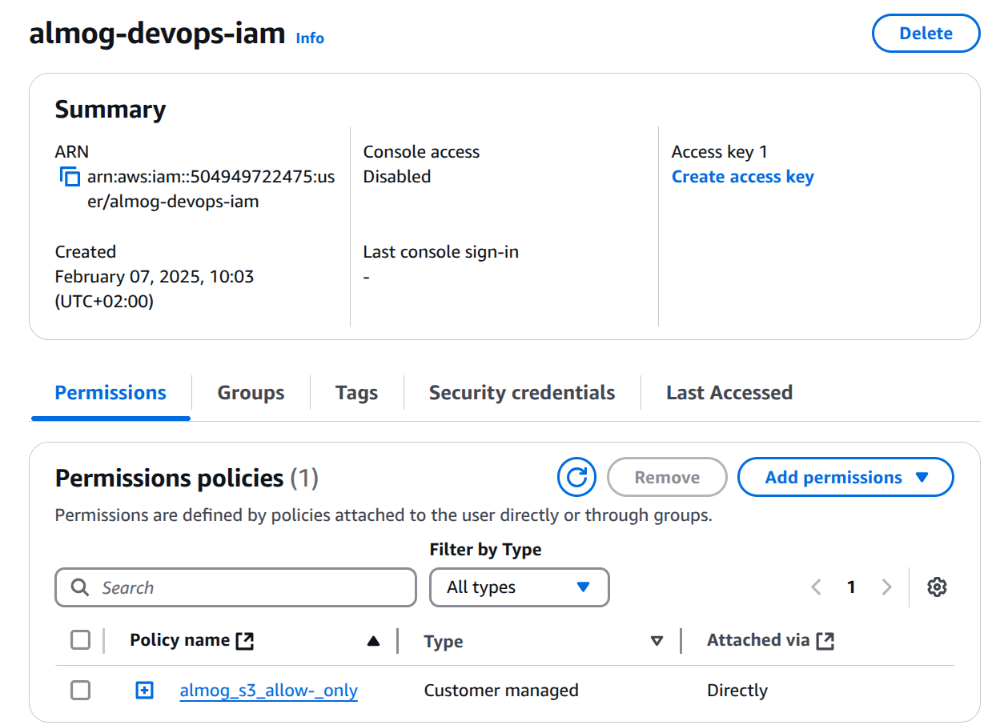 almog-devops-iam Info
Delete
Summary
ARN
arn:aws:iam::504949722475:us
er/almog-devops-iam
Created
February 07, 2025, 10:03
(UTC+02:00)
Console access
Disabled
Last console sign-in
-
Access key 1
Create access key
Permissions
Groups
Tags
Security credentials
Last Accessed
Permissions policies (1)
Remove
Add permissions
Permissions are defined by policies attached to the user directly or through groups.
Filter by Type
Search
All types
1
Policy name
Type
Attached via
almog_s3_allow-_only
Customer managed
Directly